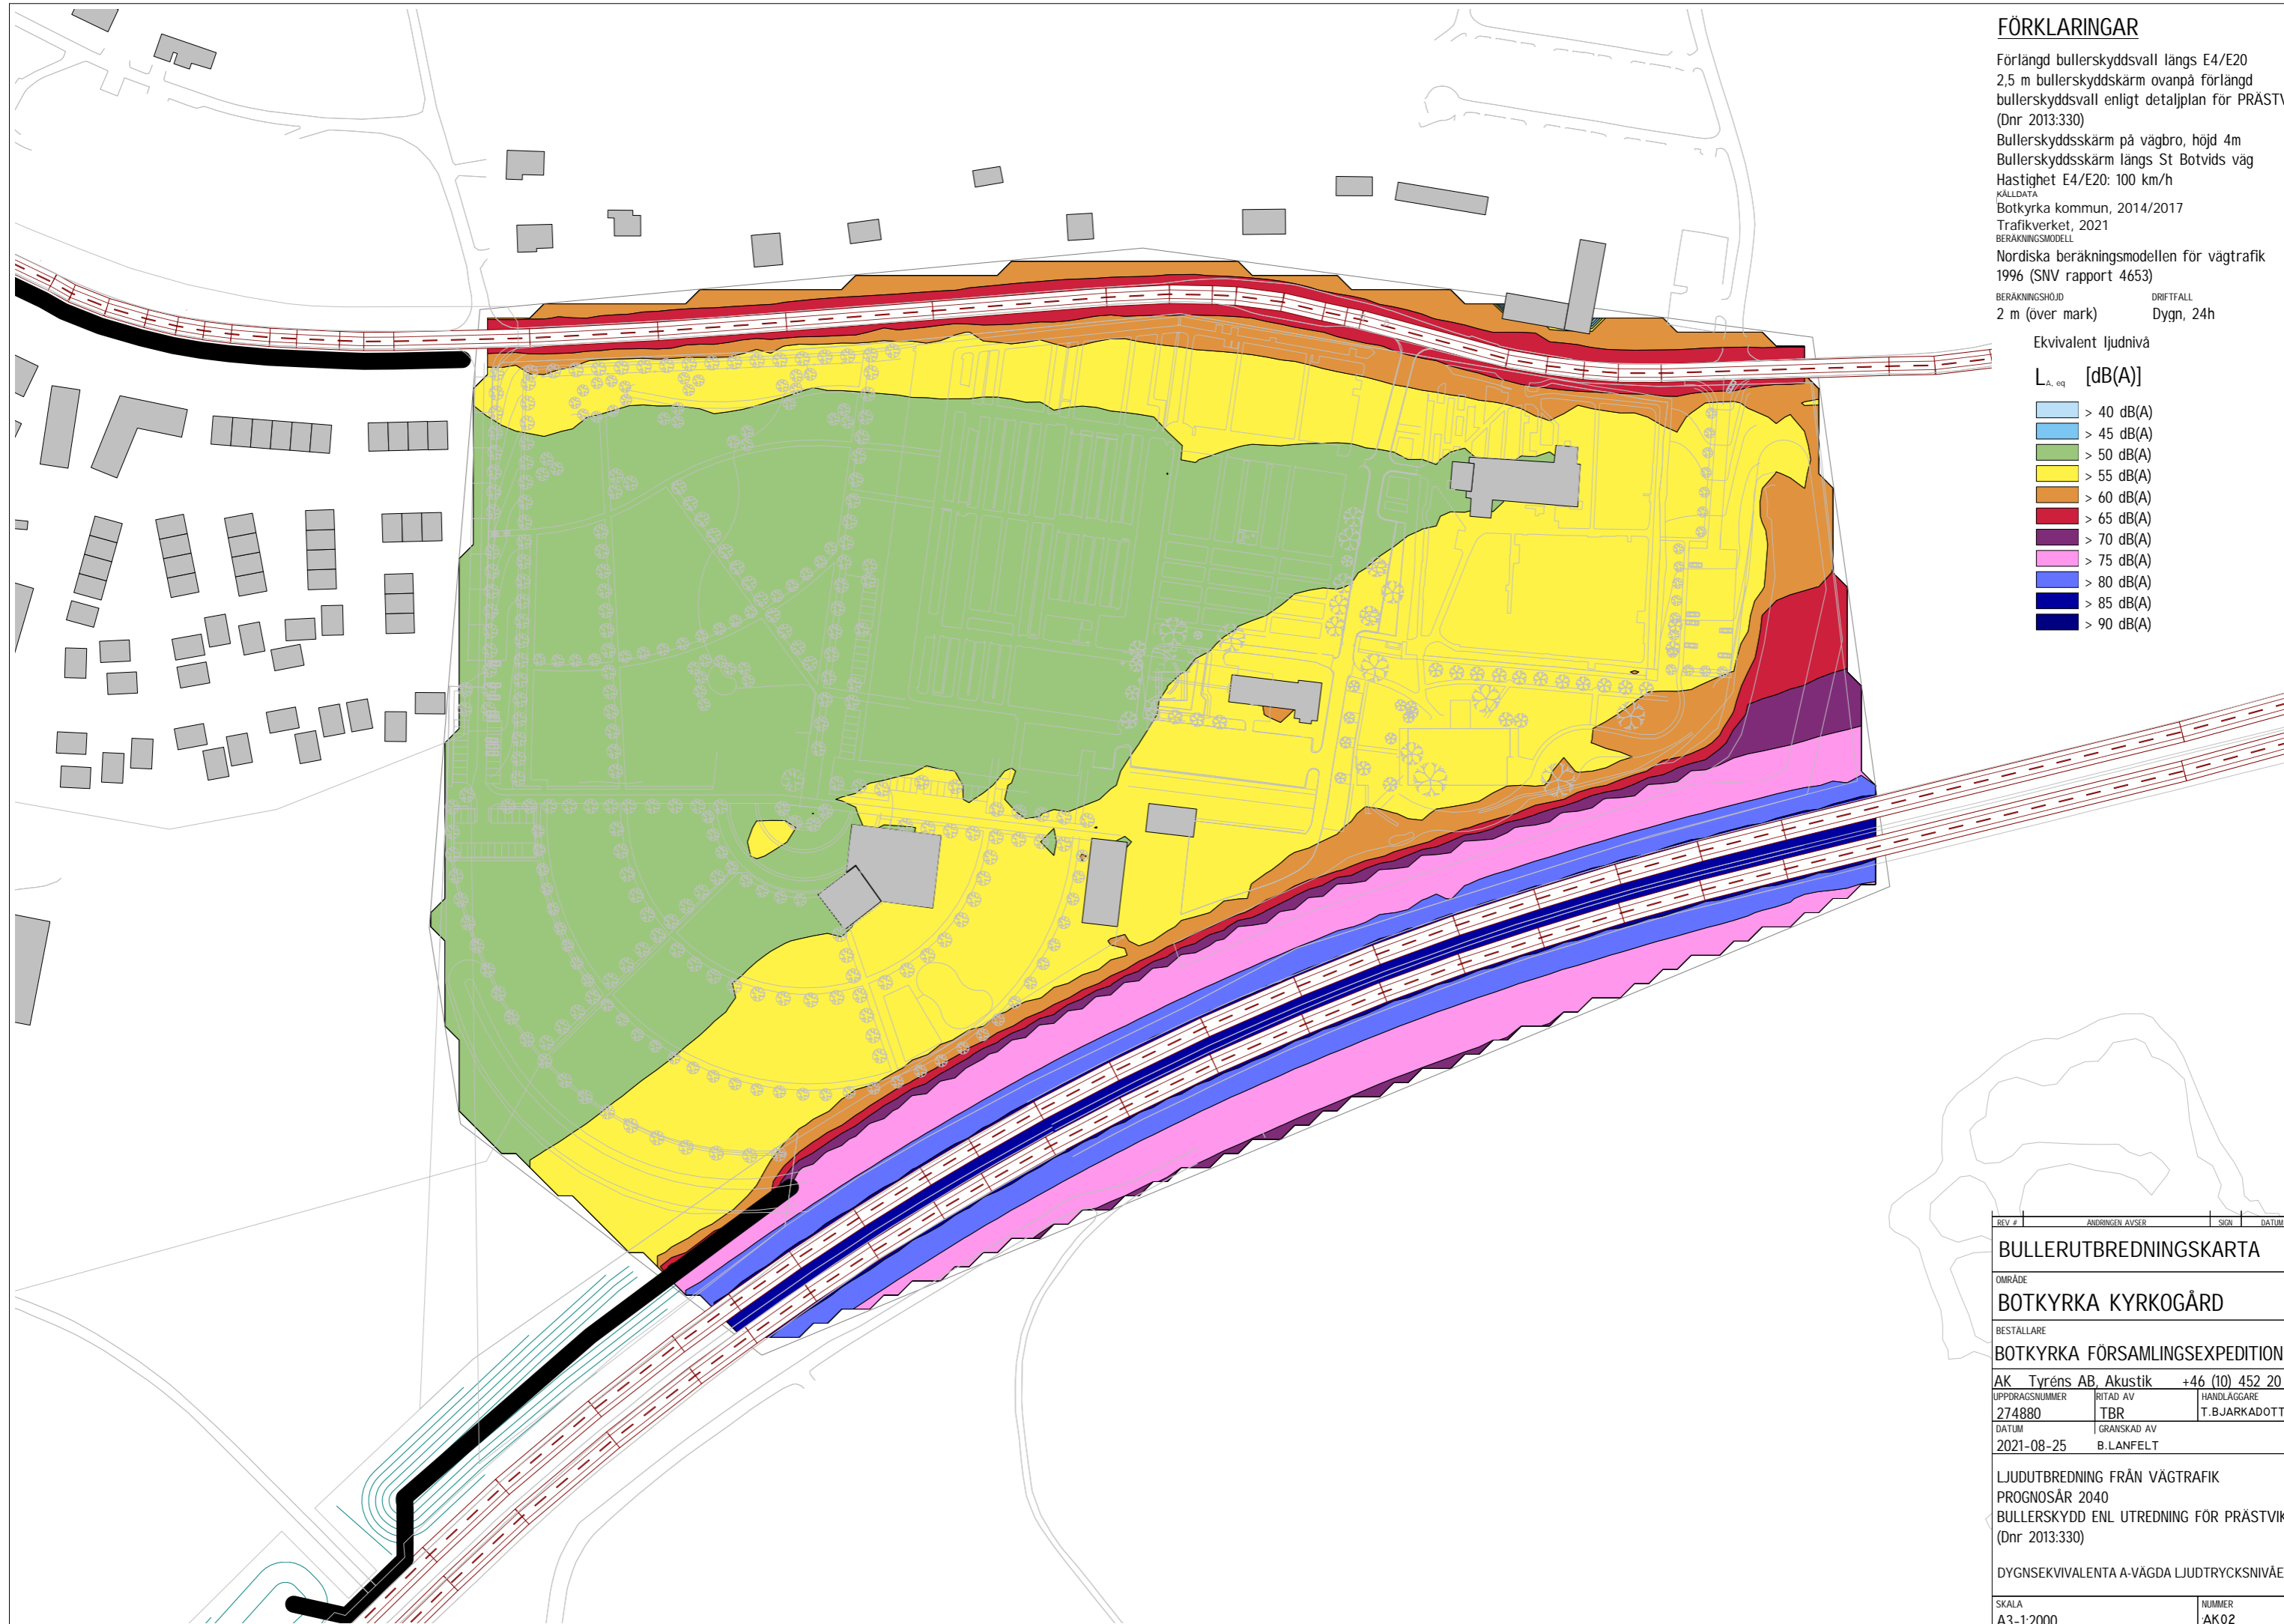 FÖRKLARINGAR
Förlängd bullerskyddsvall längs E4/E20
2,5 m bullerskyddskärm ovanpå förlängd
bullerskyddsvall enligt detaljplan för PRÄSTV
(Dnr 2013:330)
Bullerskyddsskärm på vägbro, höjd 4m
Bullerskyddsskärm längs St Botvids väg
Hastighet E4/E20: 100 km/h
KÄLLDATA
Botkyrka kommun, 2014/2017
Trafikverket, 2021
BERÄKNINGSMODELL
Nordiska beräkningsmodellen för vägtrafik
1996 (SNV rapport 4653)
BERÄKNINGSHÖJD DRIFTFALL
2 m (över mark) Dygn, 24h
Ekvivalent ljudnivå
LA, eq [dB(A)]
> 40 dB(A)
> 45 dB(A)
> 50 dB(A)
> 55 dB(A)
> 60 dB(A)
> 65 dB(A)
> 70 dB(A)
> 75 dB(A)
> 80 dB(A)
> 85 dB(A)
> 90 dB(A)
REV # ÄNDRINGEN AVSER SIGN DATUM
BULLERUTBREDNINGSKARTA
OMRÅDE
BOTKYRKA KYRKOGÅRD
BESTÄLLARE
BOTKYRKA FÖRSAMLINGSEXPEDITION
AK Tyréns AB, Akustik +46 (10) 452 20
UPPDRAGSNUMMER RITAD AV HANDLÄGGARE
274880 TBR T.BJARKADOTT
DATUM GRANSKAD AV
2021-08-25 B.LANFELT
LJUDUTBREDNING FRÅN VÄGTRAFIK
PROGNOSÅR 2040
BULLERSKYDD ENL UTREDNING FÖR PRÄSTVIK
(Dnr 2013:330)
DYGNSEKVIVALENTA A-VÄGDA LJUDTRYCKSNIVÅE
SKALA NUMMER
A3-1:2000 AK02